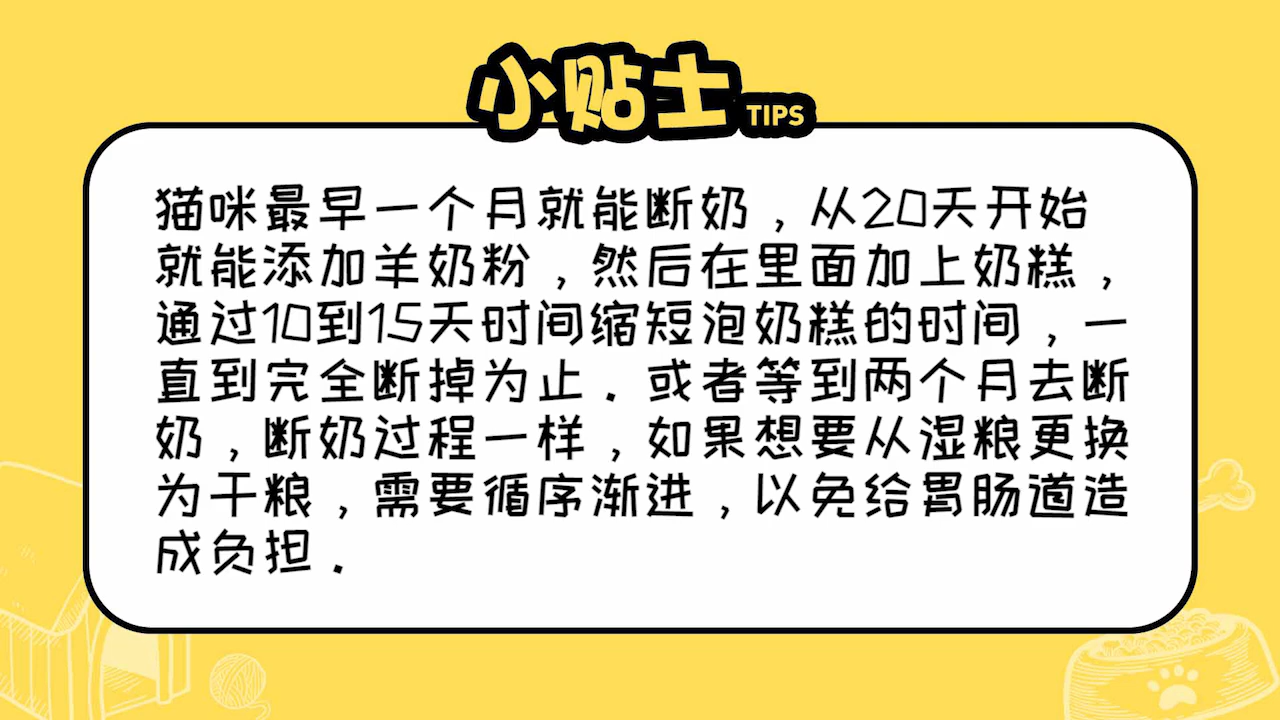 小贴士 TIPS
猫咪最早一个月就能断奶，从20天开始
就能添加羊奶粉，然后在里面加上奶糕，
通过10到15天时间缩短泡奶糕的时间，一
直到完全断掉为止．或者等到两个月去断
奶，断奶过程一样，如果想要从湿粮更换
为干粮，需要循序渐进，以免给胃肠道造
成负担．